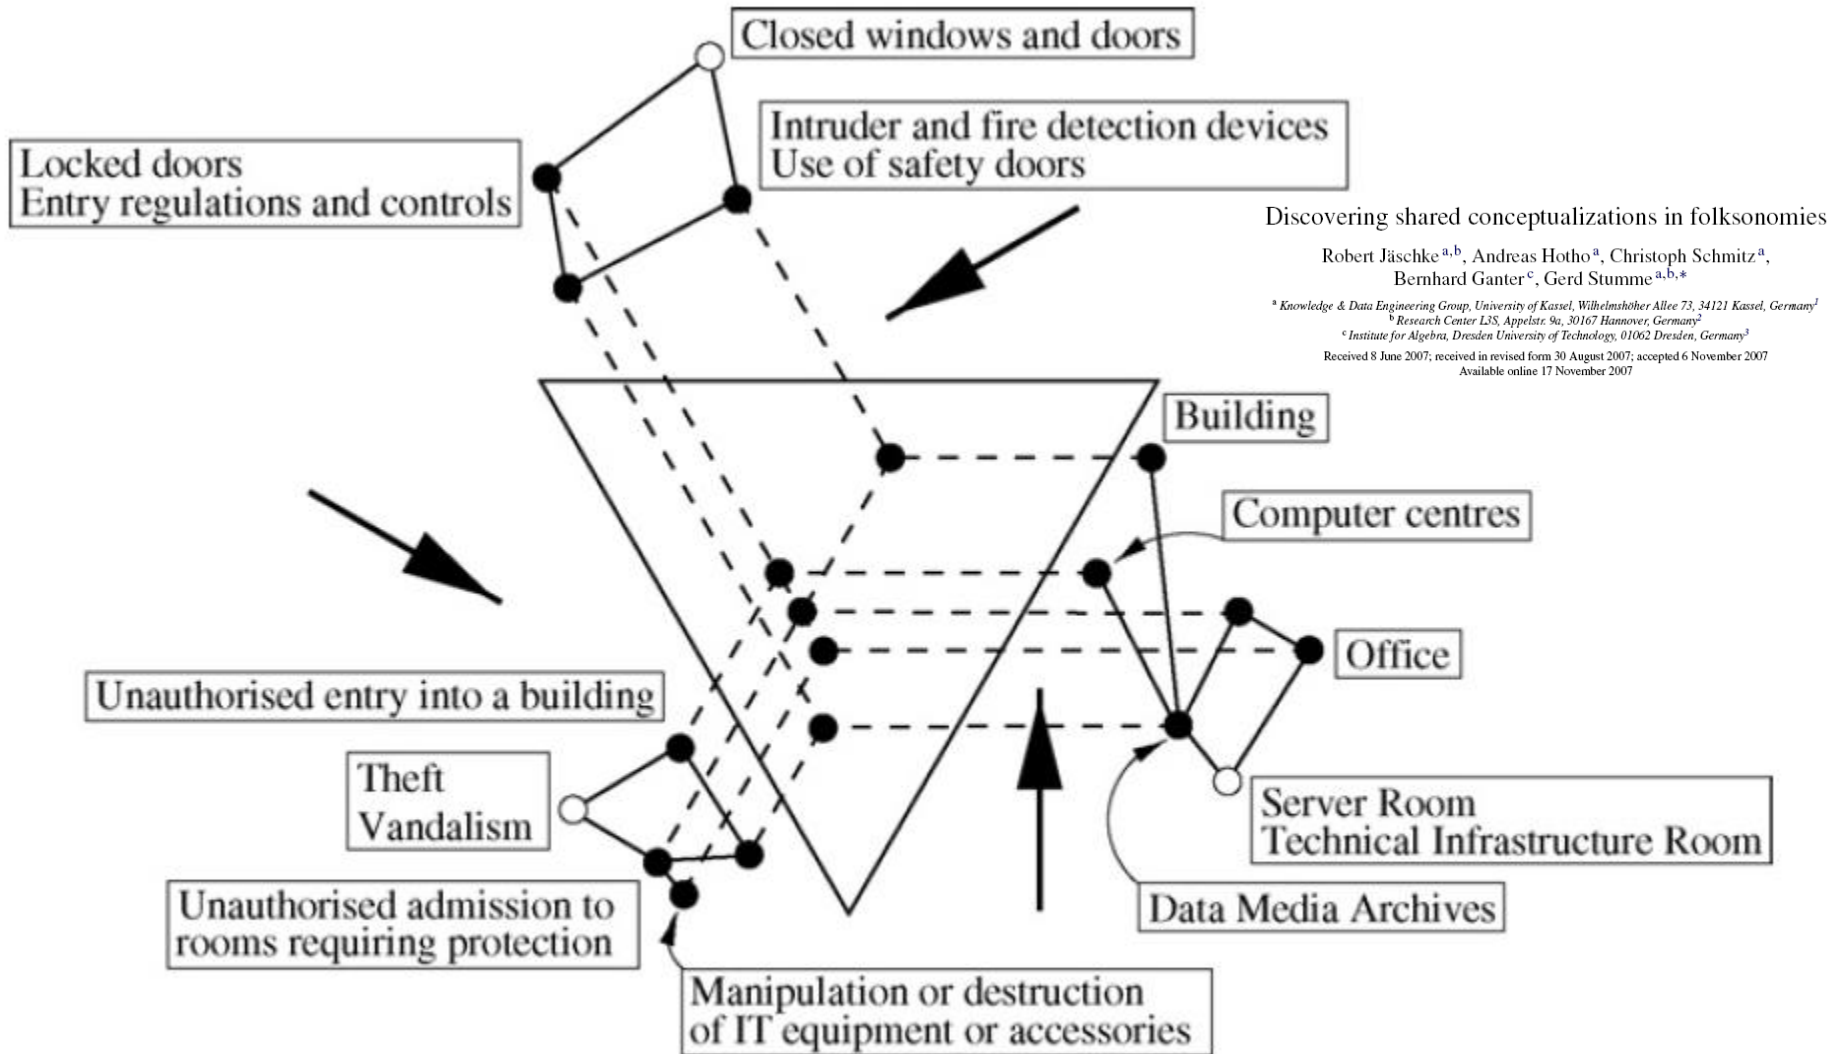 Closed windows and doors
Intruder and fire detection devices
Use of safety doors
Locked doors
Entry regulations and controls
Discovering shared conceptualizations in folksonomies
Robert Jäschke a,b, Andreas Hotho a, Christoph Schmitz a,
Bernhard Ganter c, Gerd Stumme a,b,*
a Knowledge & Data Engineering Group, University of Kassel, Wilhelmshöher Allee 73, 34121 Kassel, Germany1
b Research Center L3S, Appelstr. 9a, 30167 Hannover, Germany2
c Institute for Algebra, Dresden University of Technology, 01062 Dresden, Germany3
Received 8 June 2007; received in revised form 30 August 2007; accepted 6 November 2007
Available online 17 November 2007
Building
Computer centres
Office
Unauthorised entry into a building
Theft
Vandalism
Server Room
Technical Infrastructure Room
Unauthorised admission to
rooms requiring protection
Data Media Archives
Manipulation or destruction
of IT equipment or accessories